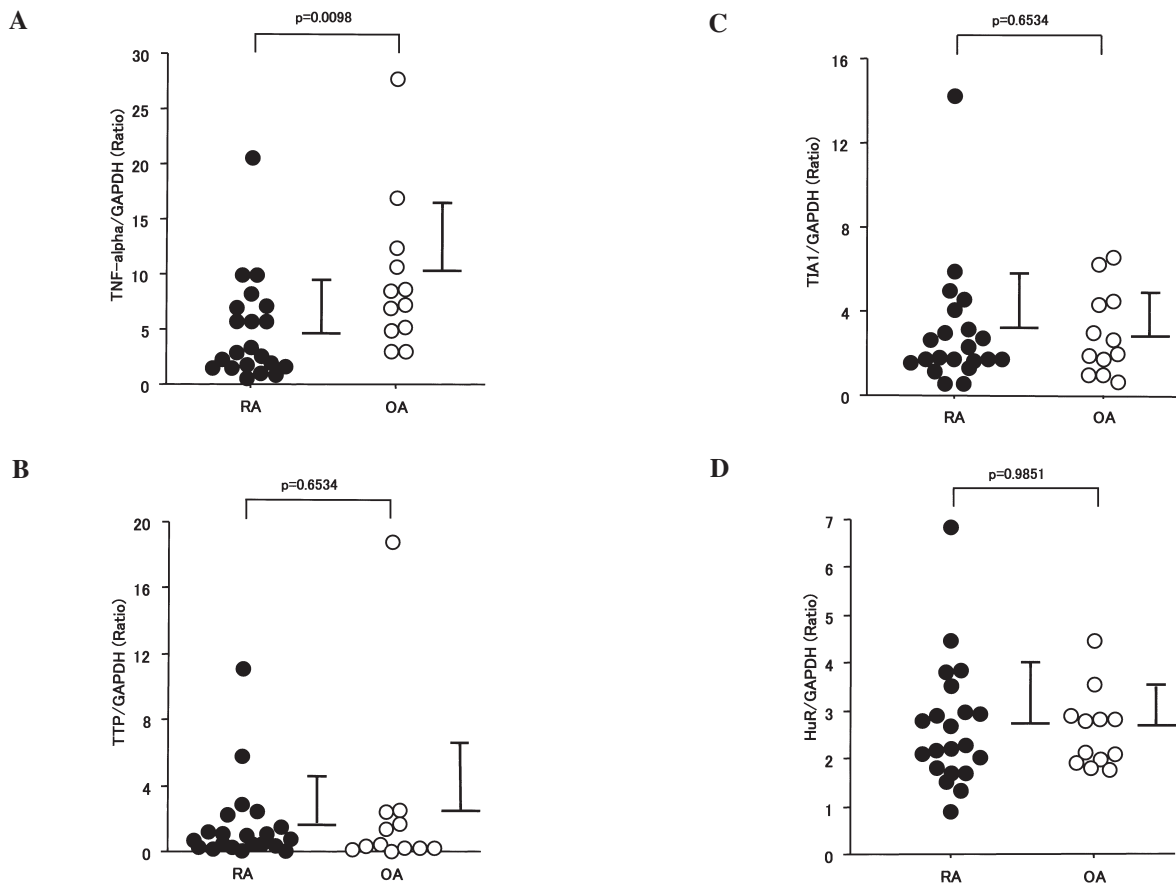 A
p=0.0098
TNF-alpha/GAPDH (Ratio)
30
25
20
15
10
5
0
RA
OA
C
p=0.6534
TIA1/GAPDH (Ratio)
16
12
8
4
0
RA
OA
B
p=0.6534
TTP/GAPDH (Ratio)
20
16
12
8
4
0
RA
OA
D
p=0.9851
HuR/GAPDH (Ratio)
7
6
5
4
3
2
1
0
RA
OA